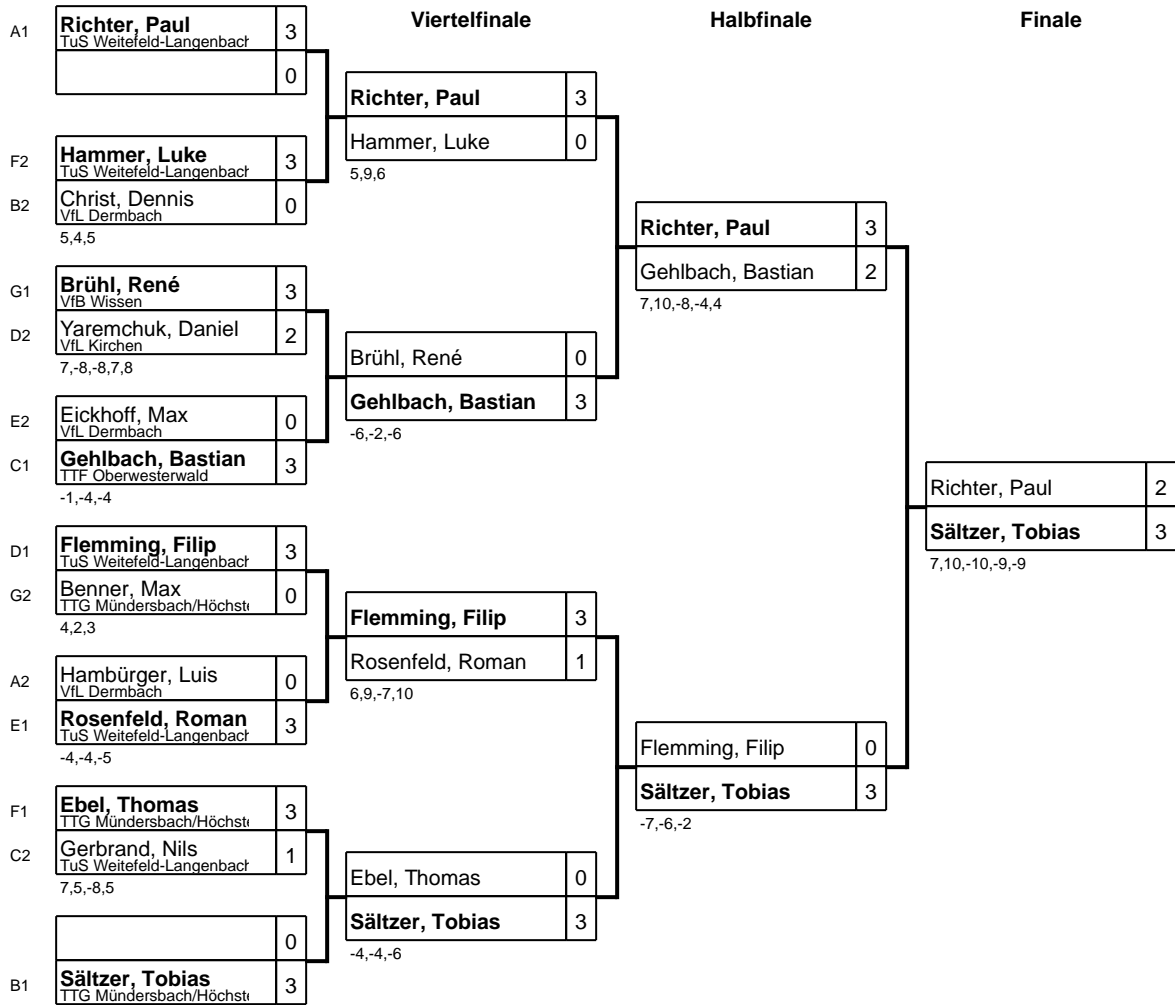 Viertelfinale
Halbfinale
Finale
A1
Richter, Paul
TuS Weitefeld-Langenbach
3
0
F2
Hammer, Luke
TuS Weitefeld-Langenbach
3
B2
Christ, Dennis
VfL Dermbach
0
5,4,5
G1
Brühl, René
VfB Wissen
3
D2
Yaremchuk, Daniel
VfL Kirchen
2
7,-8,-8,7,8
E2
Eickhoff, Max
VfL Dermbach
0
C1
Gehlbach, Bastian
TTF Oberwesterwald
3
-1,-4,-4
D1
Flemming, Filip
TuS Weitefeld-Langenbach
3
G2
Benner, Max
TTG Mündersbach/Höchste
0
4,2,3
A2
Hambürger, Luis
VfL Dermbach
0
E1
Rosenfeld, Roman
TuS Weitefeld-Langenbach
3
-4,-4,-5
F1
Ebel, Thomas
TTG Mündersbach/Höchste
3
C2
Gerbrand, Nils
TuS Weitefeld-Langenbach
1
7,5,-8,5
0
B1
Sältzer, Tobias
TTG Mündersbach/Höchste
3
Richter, Paul 3
Hammer, Luke 0
5,9,6
Brühl, René 0
Gehlbach, Bastian 3
-6,-2,-6
Flemming, Filip 3
Rosenfeld, Roman 1
6,9,-7,10
Ebel, Thomas 0
Sältzer, Tobias 3
-4,-4,-6
Richter, Paul 3
Gehlbach, Bastian 2
7,10,-8,-4,4
Flemming, Filip 0
Sältzer, Tobias 3
-7,-6,-2
Richter, Paul 2
Sältzer, Tobias 3
7,10,-10,-9,-9